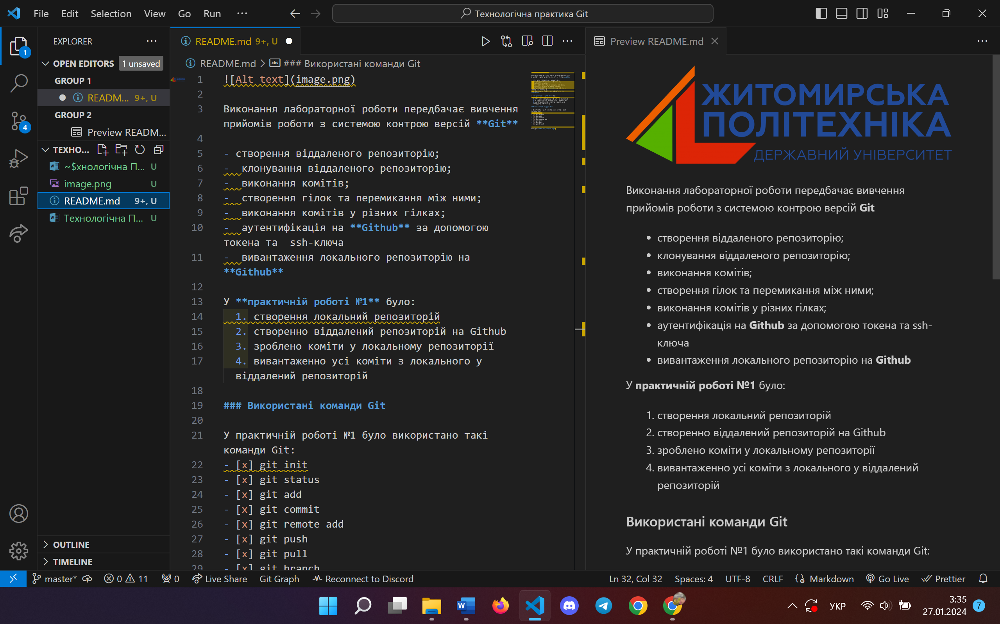 File Edit Selection View Go Run ···
Технологічна практика Git
EXPLORER
1
OPEN EDITORS 1 unsaved
GROUP 1
READM... 9+, U
GROUP 2
Preview READM...
ТЕХНО...
~$хнологічна П... U
image.png U
README.md 9+, U
Технологічна П... U
4
OUTLINE
TIMELINE
README.md 9+, U
README.md > ### Використані команди Git
1 ![Alt text](image.png)
2
3 Виконання лабораторної роботи передбачає вивчення
прийомів роботи з системою контрою версій **Git**
4
5 - створення віддаленого репозиторію;
6 -  клонування віддаленого репозиторію;
7 -  виконання комітів;
8 -  створення гілок та перемикання між ними;
9 -  виконання комітів у різних гілках;
10 -  аутентифікація на **Github** за допомогою
токена та  ssh-ключа
11 -  вивантаження локального репозиторію на
**Github**
12
13 У **практичній роботі №1** було:
14 1. створення локальний репозиторій
15 2. створенно віддалений репозиторій на Github
16 3. зроблено коміти у локальному репозиторії
17 4. вивантаженно усі коміти з локального у
віддалений репозиторій
18
19 ### Використані команди Git
20
21 У практичній роботі №1 було використано такі
команди Git:
22 - [x] git init
23 - [x] git status
24 - [x] git add
25 - [x] git commit
26 - [x] git remote add
27 - [x] git push
28 - [x] git pull
29 - [x] git branch
Preview README.md
ЖИТОМИРСЬКА
ПОЛІТЕХНІКА
ДЕРЖАВНИЙ УНІВЕРСИТЕТ
Виконання лабораторної роботи передбачає вивчення
прийомів роботи з системою контрою версій Git
• створення віддаленого репозиторію;
• клонування віддаленого репозиторію;
• виконання комітів;
• створення гілок та перемикання між ними;
• виконання комітів у різних гілках;
• аутентифікація на Github за допомогою токена та ssh-
ключа
• вивантаження локального репозиторію на Github
У практичній роботі №1 було:
1. створення локальний репозиторій
2. створенно віддалений репозиторій на Github
3. зроблено коміти у локальному репозиторії
4. вивантаженно усі коміти з локального у віддалений
репозиторій
Використані команди Git
У практичній роботі №1 було використано такі команди Git:
master* 0 11 0 Live Share Git Graph Reconnect to Discord Ln 32, Col 32 Spaces: 4 UTF-8 CRLF Markdown Go Live Prettier
УКР
3:35
27.01.2024
7